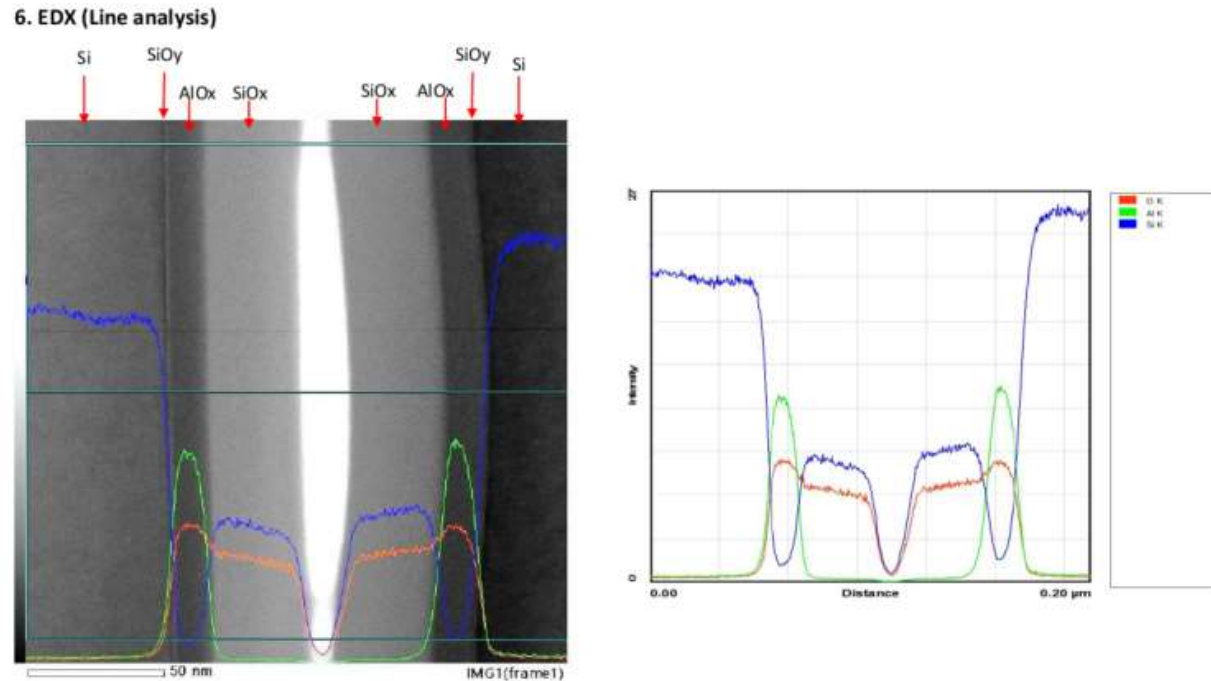 6. EDX (Line analysis)
Si SiOy SiOy Si
AlOx SiOx SiOx AlOx
50 nm
IMG1(frame1)
27
Intensity
0
0.00 Distance 0.20 µm
O K
Al K
Si K